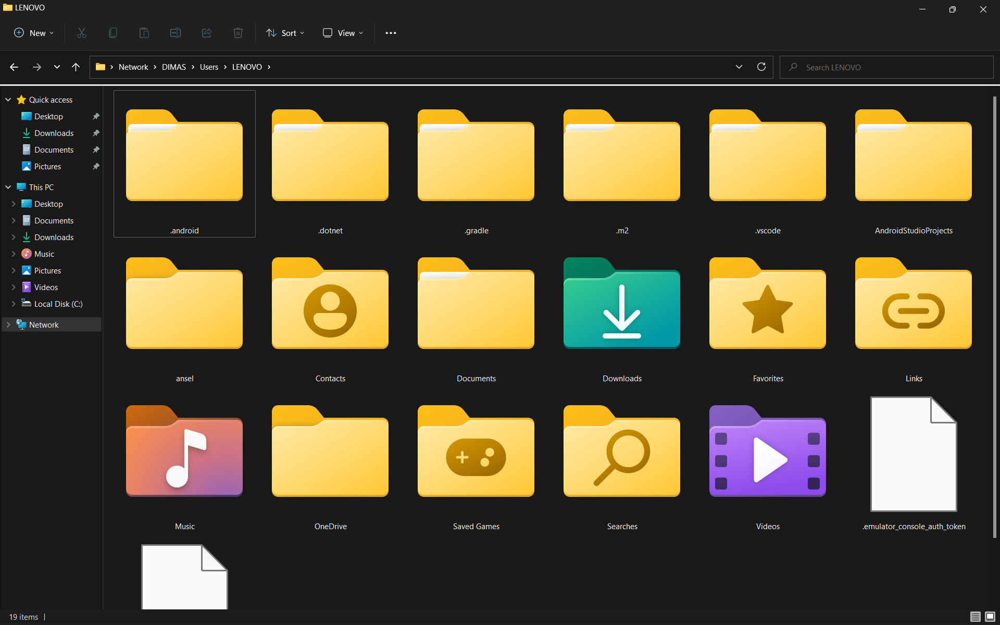 LENOVO
New
Sort
View
Network
DIMAS
Users
LENOVO
Search LENOVO
Quick access
Desktop
Downloads
Documents
Pictures
This PC
Desktop
Documents
Downloads
Music
Pictures
Videos
Local Disk (C:)
Network
.android
.dotnet
.gradle
.m2
.vscode
AndroidStudioProjects
ansel
Contacts
Documents
Downloads
Favorites
Links
Music
OneDrive
Saved Games
Searches
Videos
.emulator_console_auth_token
19 items